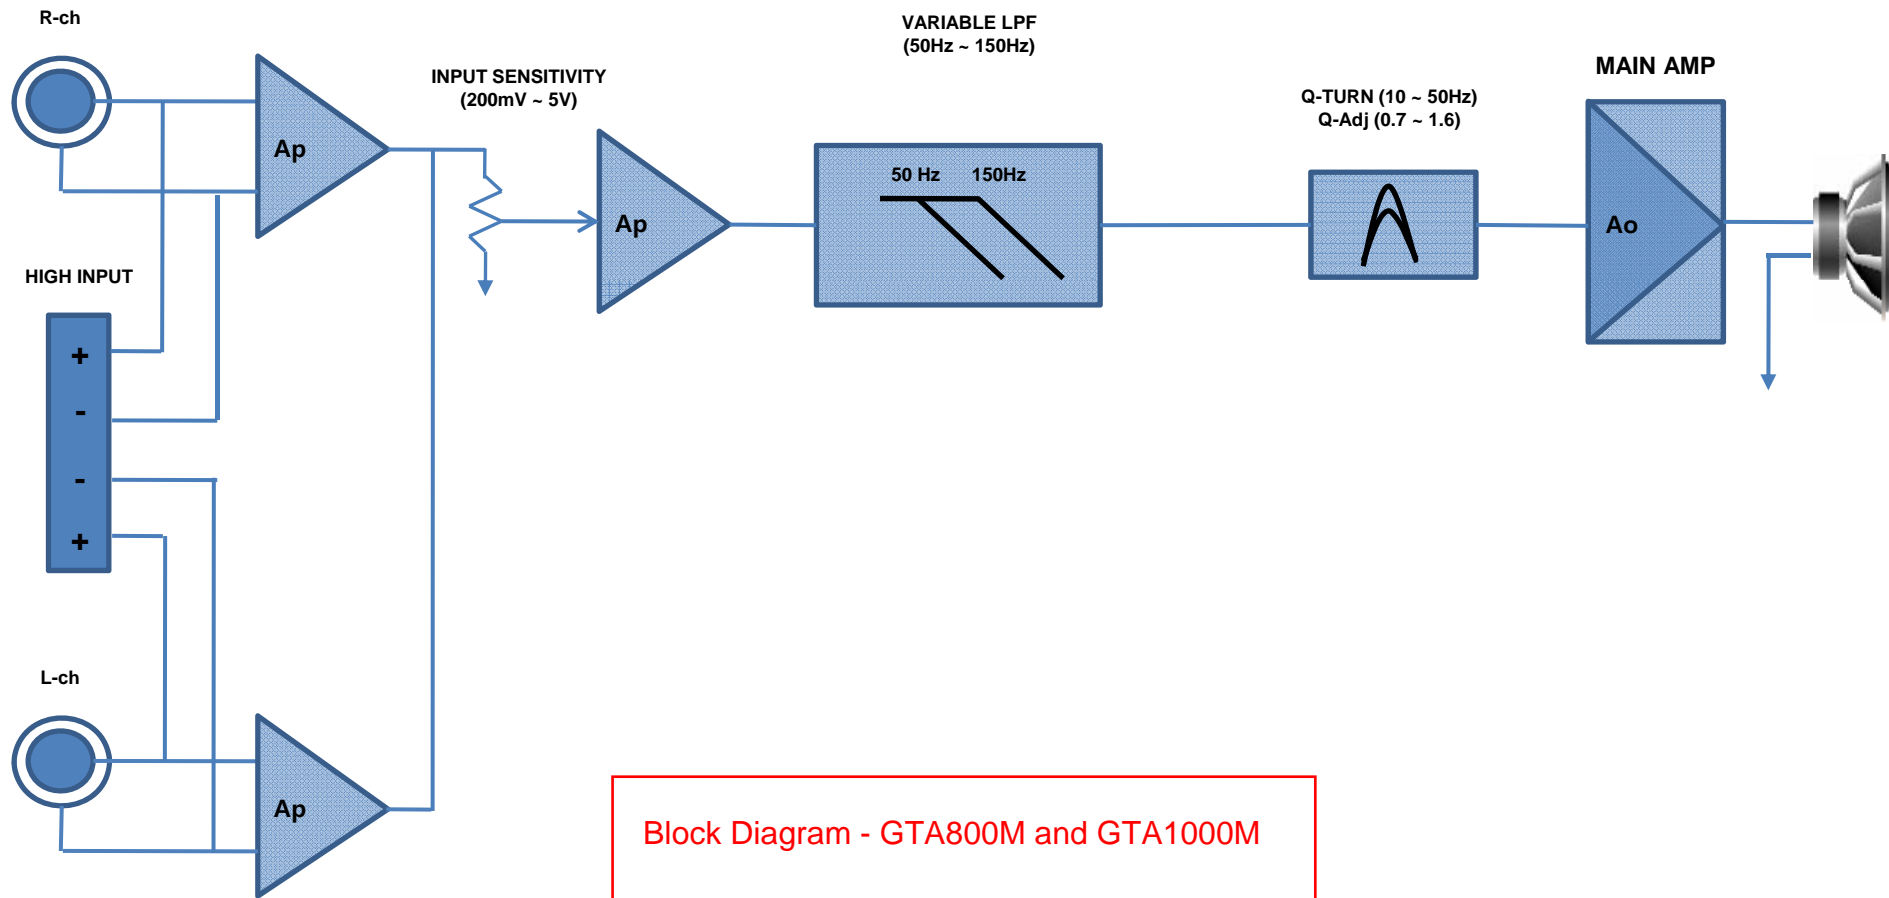 R-ch
VARIABLE LPF
(50Hz ~ 150Hz)
INPUT SENSITIVITY
(200mV ~ 5V)
MAIN AMP
Q-TURN (10 ~ 50Hz)
Q-Adj (0.7 ~ 1.6)
Ap
50 Hz 150Hz
Ap
Ao
HIGH INPUT
+
-
-
+
L-ch
Ap
Block Diagram - GTA800M and GTA1000M